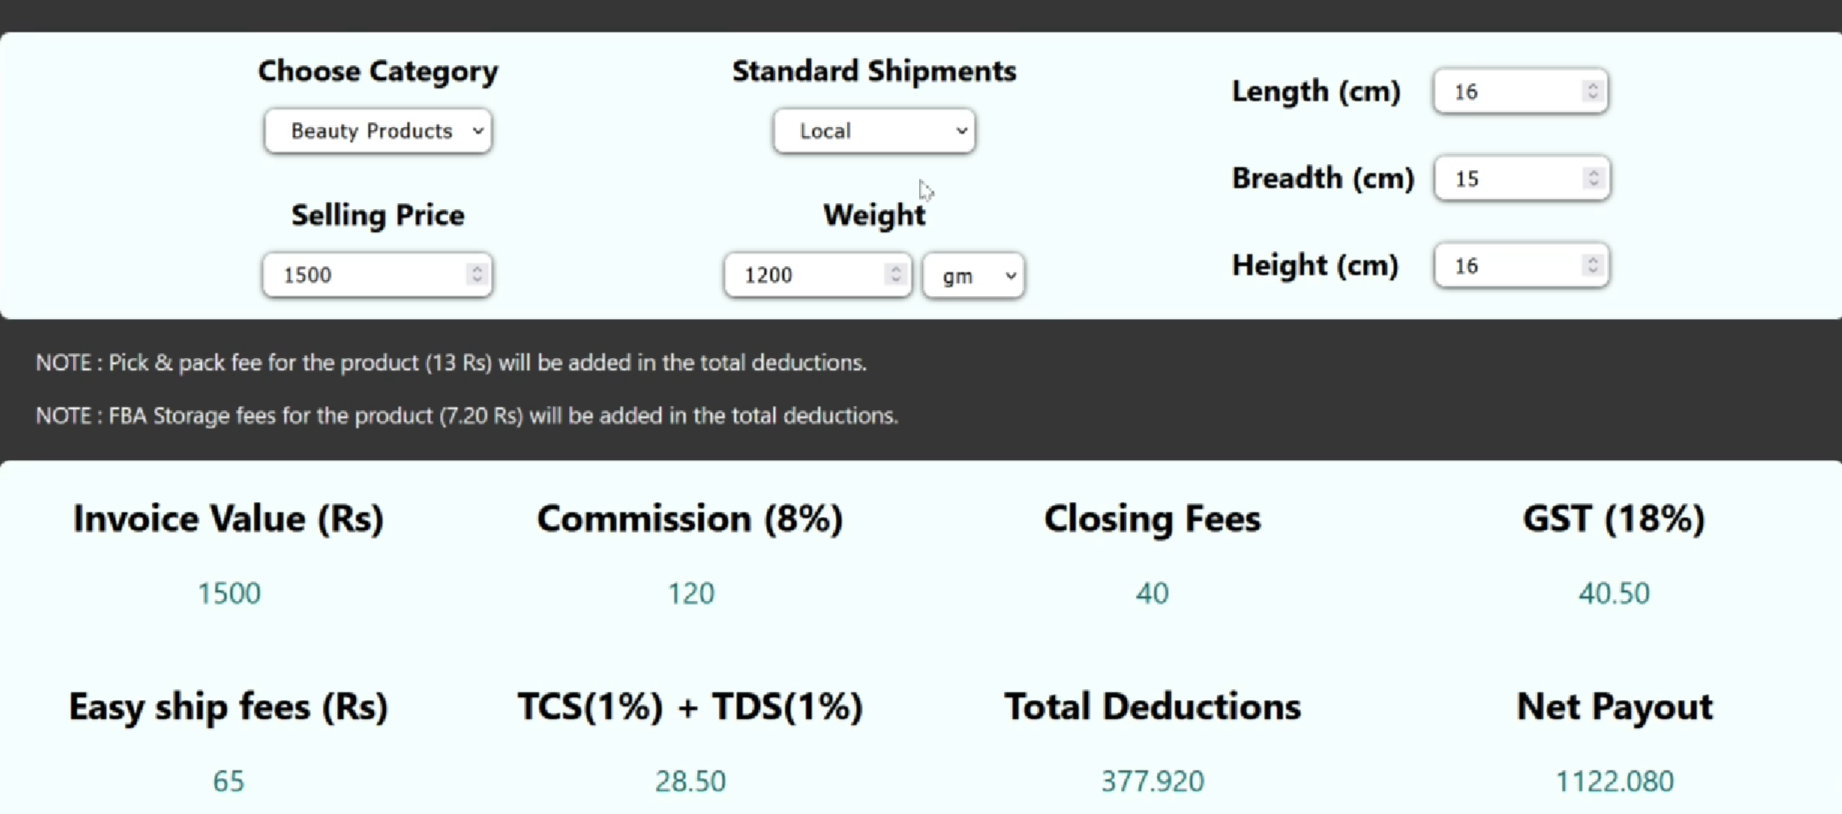 Choose Category
Beauty Products
Selling Price
1500
Standard Shipments
Local
Weight
1200 gm
Length (cm) 16
Breadth (cm) 15
Height (cm) 16
NOTE : Pick & pack fee for the product (13 Rs) will be added in the total deductions.
NOTE : FBA Storage fees for the product (7.20 Rs) will be added in the total deductions.
Invoice Value (Rs) Commission (8%) Closing Fees GST (18%)
1500 120 40 40.50
Easy ship fees (Rs) TCS(1%) + TDS(1%) Total Deductions Net Payout
65 28.50 377.920 1122.080